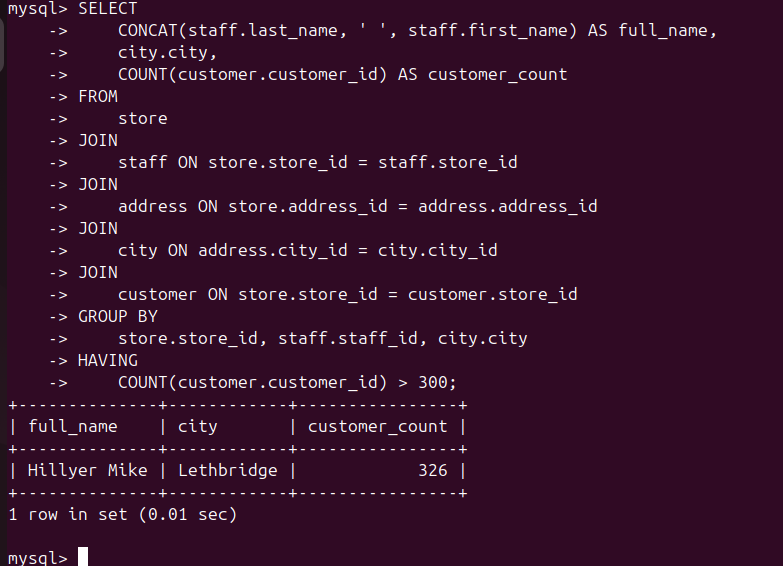 mysql> SELECT
    ->     CONCAT(staff.last_name, ' ', staff.first_name) AS full_name,
    ->     city.city,
    ->     COUNT(customer.customer_id) AS customer_count
    -> FROM
    ->     store
    -> JOIN
    ->     staff ON store.store_id = staff.store_id
    -> JOIN
    ->     address ON store.address_id = address.address_id
    -> JOIN
    ->     city ON address.city_id = city.city_id
    -> JOIN
    ->     customer ON store.store_id = customer.store_id
    -> GROUP BY
    ->     store.store_id, staff.staff_id, city.city
    -> HAVING
    ->     COUNT(customer.customer_id) > 300;
+--------------+------------+----------------+
| full_name    | city       | customer_count |
+--------------+------------+----------------+
| Hillyer Mike | Lethbridge |            326 |
+--------------+------------+----------------+
1 row in set (0.01 sec)

mysql>